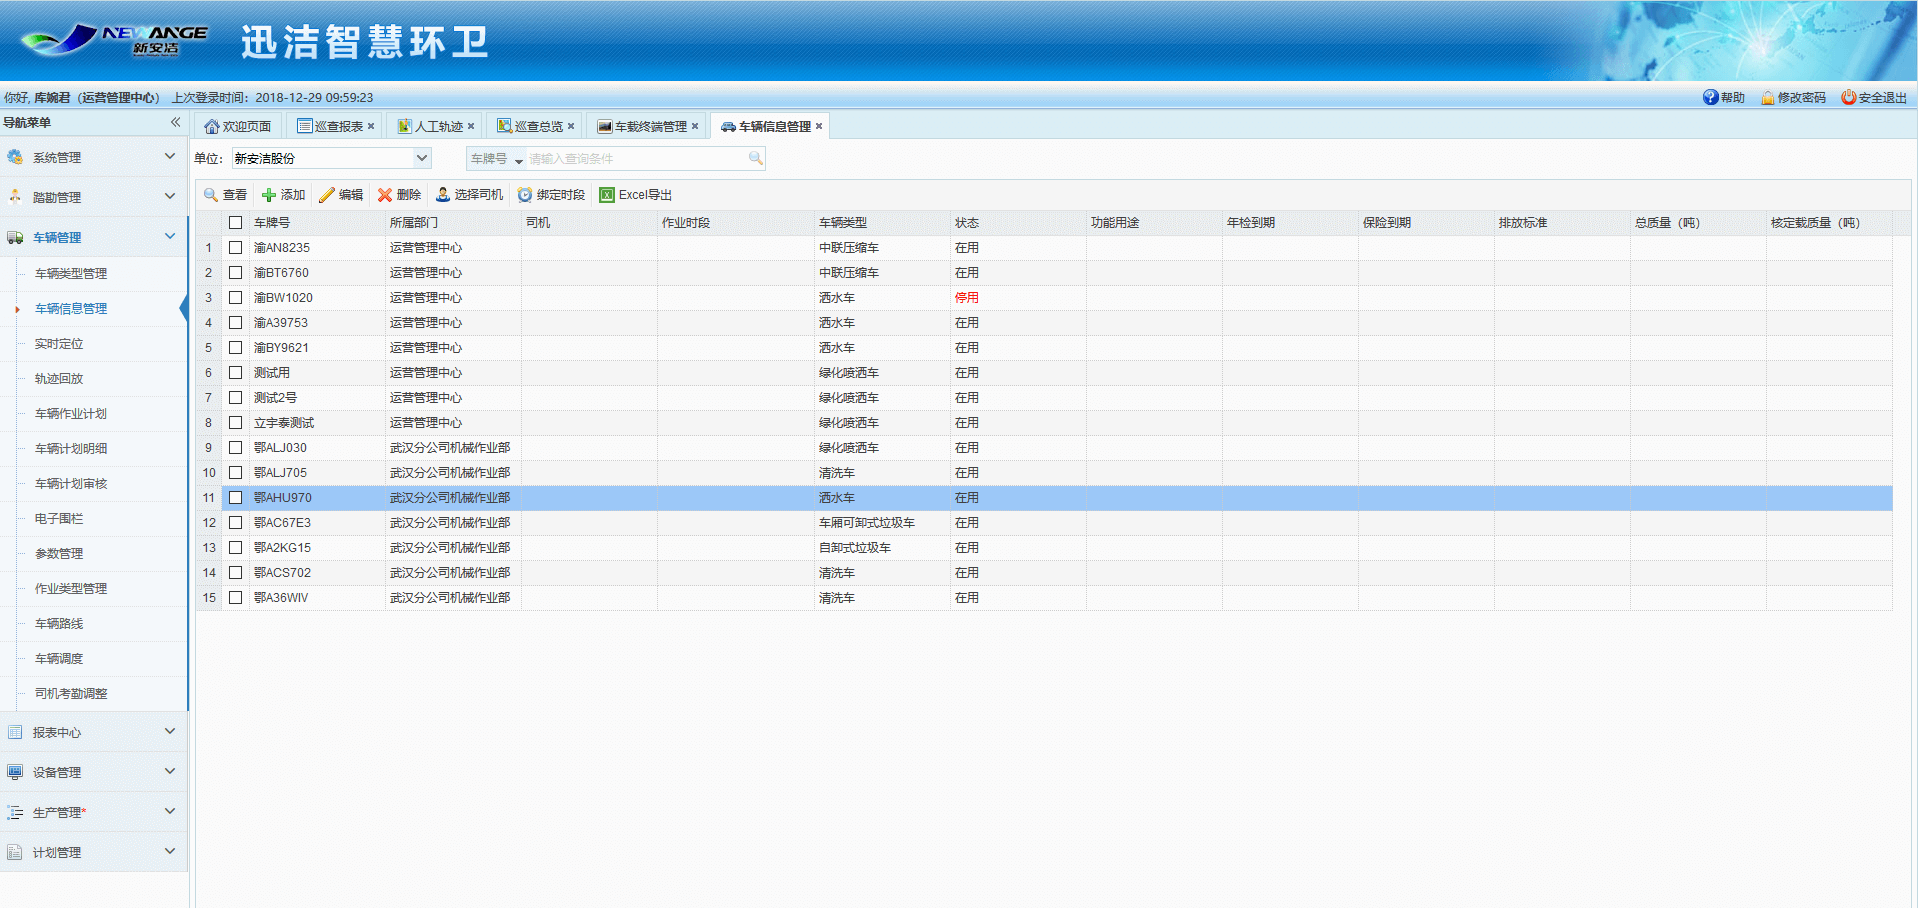 NEWANGE
新安洁
迅洁智慧环卫
你好, 库婉君（运营管理中心） 上次登录时间：2018-12-29 09:59:23 帮助 修改密码 安全退出
导航菜单
系统管理
踏勘管理
车辆管理
车辆类型管理
车辆信息管理
实时定位
轨迹回放
车辆作业计划
车辆计划明细
车辆计划审核
电子围栏
参数管理
作业类型管理
车辆路线
车辆调度
司机考勤调整
报表中心
设备管理
生产管理*
计划管理
欢迎页面 巡查报表 人工轨迹 巡查总览 车载终端管理 车辆信息管理
单位： 新安洁股份 车牌号 请输入查询条件
查看 添加 编辑 删除 选择司机 绑定时段 Excel导出
车牌号 所属部门 司机 作业时段 车辆类型 状态 功能用途 年检到期 保险到期 排放标准 总质量（吨） 核定载质量（吨）
1 渝AN8235 运营管理中心 中联压缩车 在用
2 渝BT6760 运营管理中心 中联压缩车 在用
3 渝BW1020 运营管理中心 洒水车 停用
4 渝A39753 运营管理中心 洒水车 在用
5 渝BY9621 运营管理中心 洒水车 在用
6 测试用 运营管理中心 绿化喷洒车 在用
7 测试2号 运营管理中心 绿化喷洒车 在用
8 立宇泰测试 运营管理中心 绿化喷洒车 在用
9 鄂ALJ030 武汉分公司机械作业部 绿化喷洒车 在用
10 鄂ALJ705 武汉分公司机械作业部 清洗车 在用
11 鄂AHU970 武汉分公司机械作业部 洒水车 在用
12 鄂AC67E3 武汉分公司机械作业部 车厢可卸式垃圾车 在用
13 鄂A2KG15 武汉分公司机械作业部 自卸式垃圾车 在用
14 鄂ACS702 武汉分公司机械作业部 清洗车 在用
15 鄂A36WIV 武汉分公司机械作业部 清洗车 在用